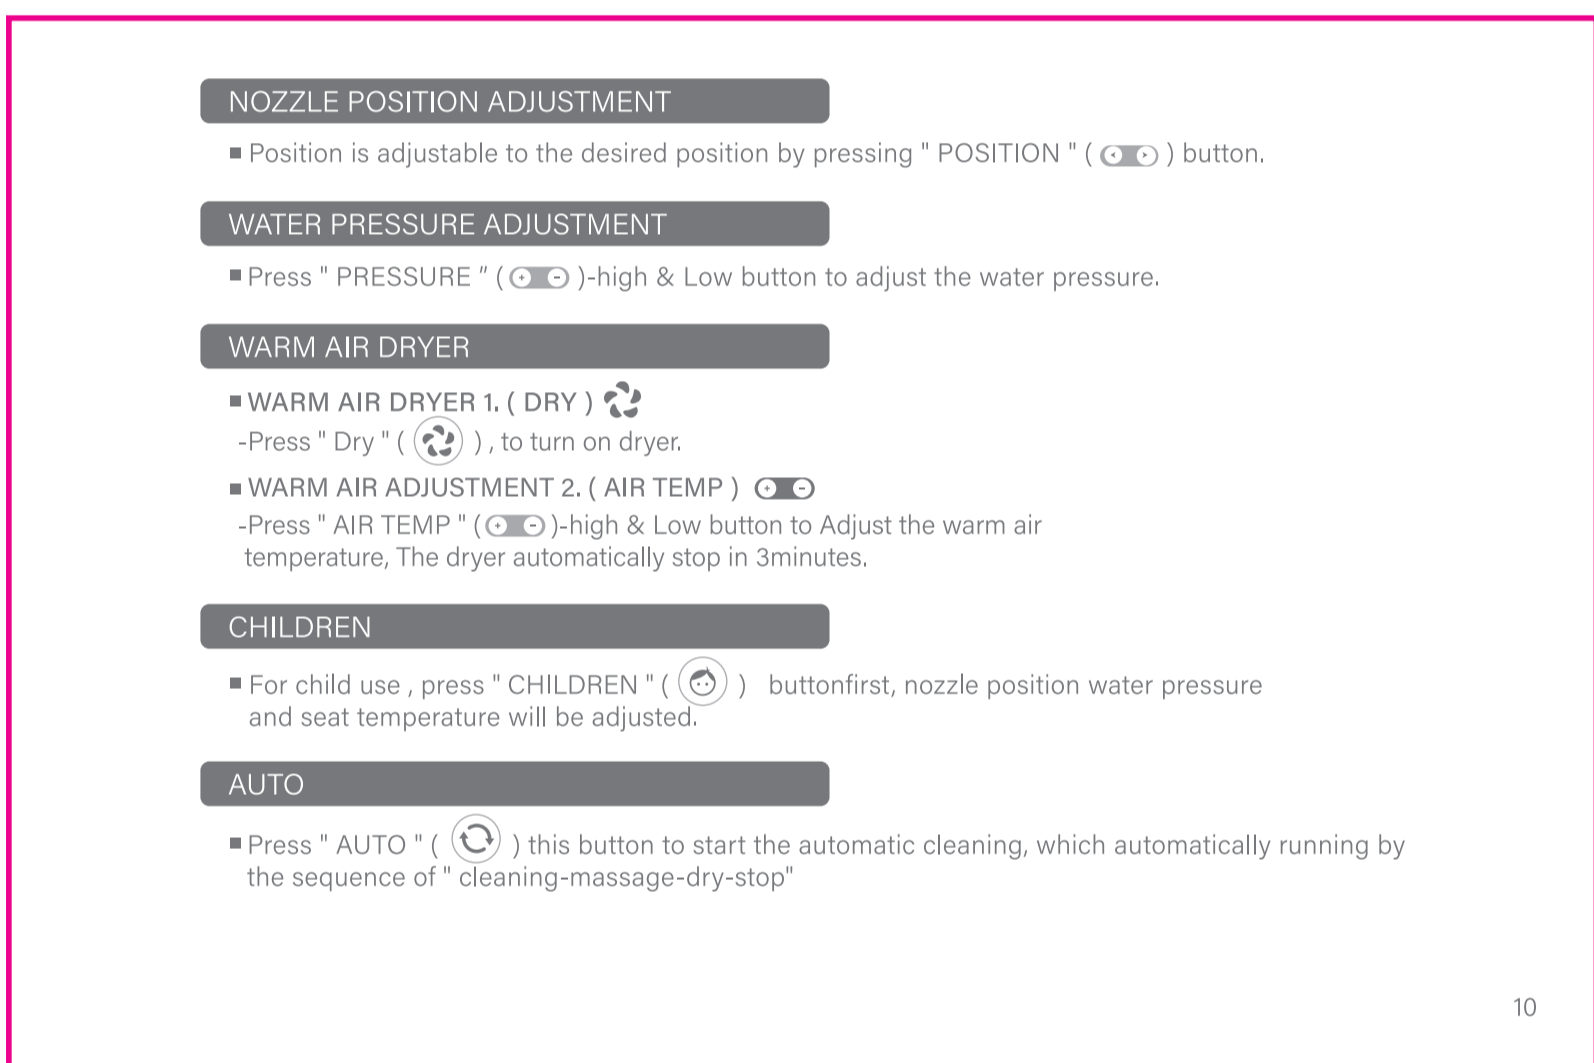 NOZZLE POSITION ADJUSTMENT
■ Position is adjustable to the desired position by pressing " POSITION " ( ) button.
WATER PRESSURE ADJUSTMENT
■ Press " PRESSURE " ( + - )-high & Low button to adjust the water pressure.
WARM AIR DRYER
■ WARM AIR DRYER 1. ( DRY )
-Press " Dry " ( ) , to turn on dryer.
■ WARM AIR ADJUSTMENT 2. ( AIR TEMP ) + -
-Press " AIR TEMP " ( + - )-high & Low button to Adjust the warm air
temperature, The dryer automatically stop in 3minutes.
CHILDREN
■ For child use , press " CHILDREN " ( ) buttonfirst, nozzle position water pressure
and seat temperature will be adjusted.
AUTO
■ Press " AUTO " ( ) this button to start the automatic cleaning, which automatically running by
the sequence of " cleaning-massage-dry-stop"
10